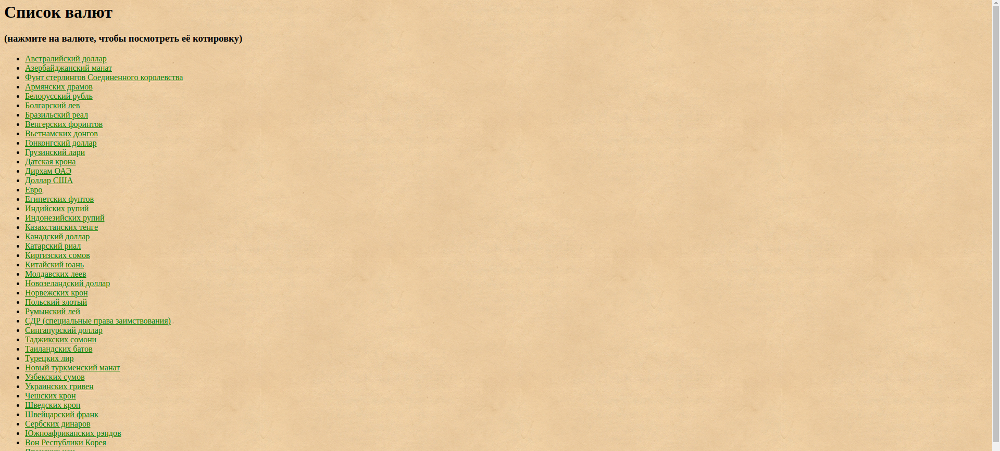 Список валют
(нажмите на валюте, чтобы посмотреть её котировку)
Австралийский доллар
Азербайджанский манат
Фунт стерлингов Соединенного королевства
Армянских драмов
Белорусский рубль
Болгарский лев
Бразильский реал
Венгерских форинтов
Вьетнамских донгов
Гонконгский доллар
Грузинский лари
Датская крона
Дирхам ОАЭ
Доллар США
Евро
Египетских фунтов
Индийских рупий
Индонезийских рупий
Казахстанских тенге
Канадский доллар
Катарский риал
Киргизских сомов
Китайский юань
Молдавских леев
Новозеландский доллар
Норвежских крон
Польский злотый
Румынский лей
СДР (специальные права заимствования)
Сингапурский доллар
Таджикских сомони
Таиландских батов
Турецких лир
Новый туркменский манат
Узбекских сумов
Украинских гривен
Чешских крон
Шведских крон
Швейцарский франк
Сербских динаров
Южноафриканских рэндов
Вон Республики Корея